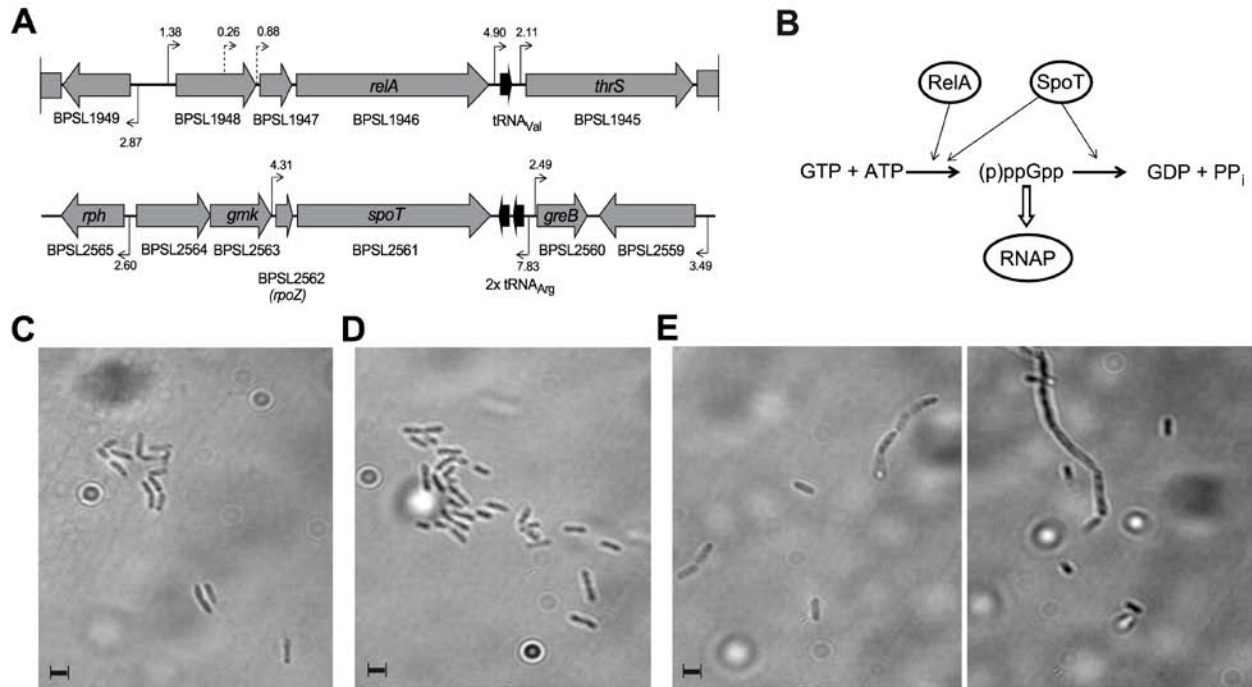 A
1.38
0.26
0.88
4.90
2.11
relA
thrS
BPSL1949
BPSL1948
BPSL1947
BPSL1946
tRNAVal
BPSL1945
2.87
4.31
2.49
rph
gmk
spoT
greB
BPSL2565
BPSL2564
BPSL2563
BPSL2561
BPSL2560
BPSL2559
2.60
BPSL2562
(rpoZ)
2x tRNAArg
7.83
3.49
B
RelA
SpoT
GTP + ATP
(p)ppGpp
GDP + PPi
RNAP
C
D
E